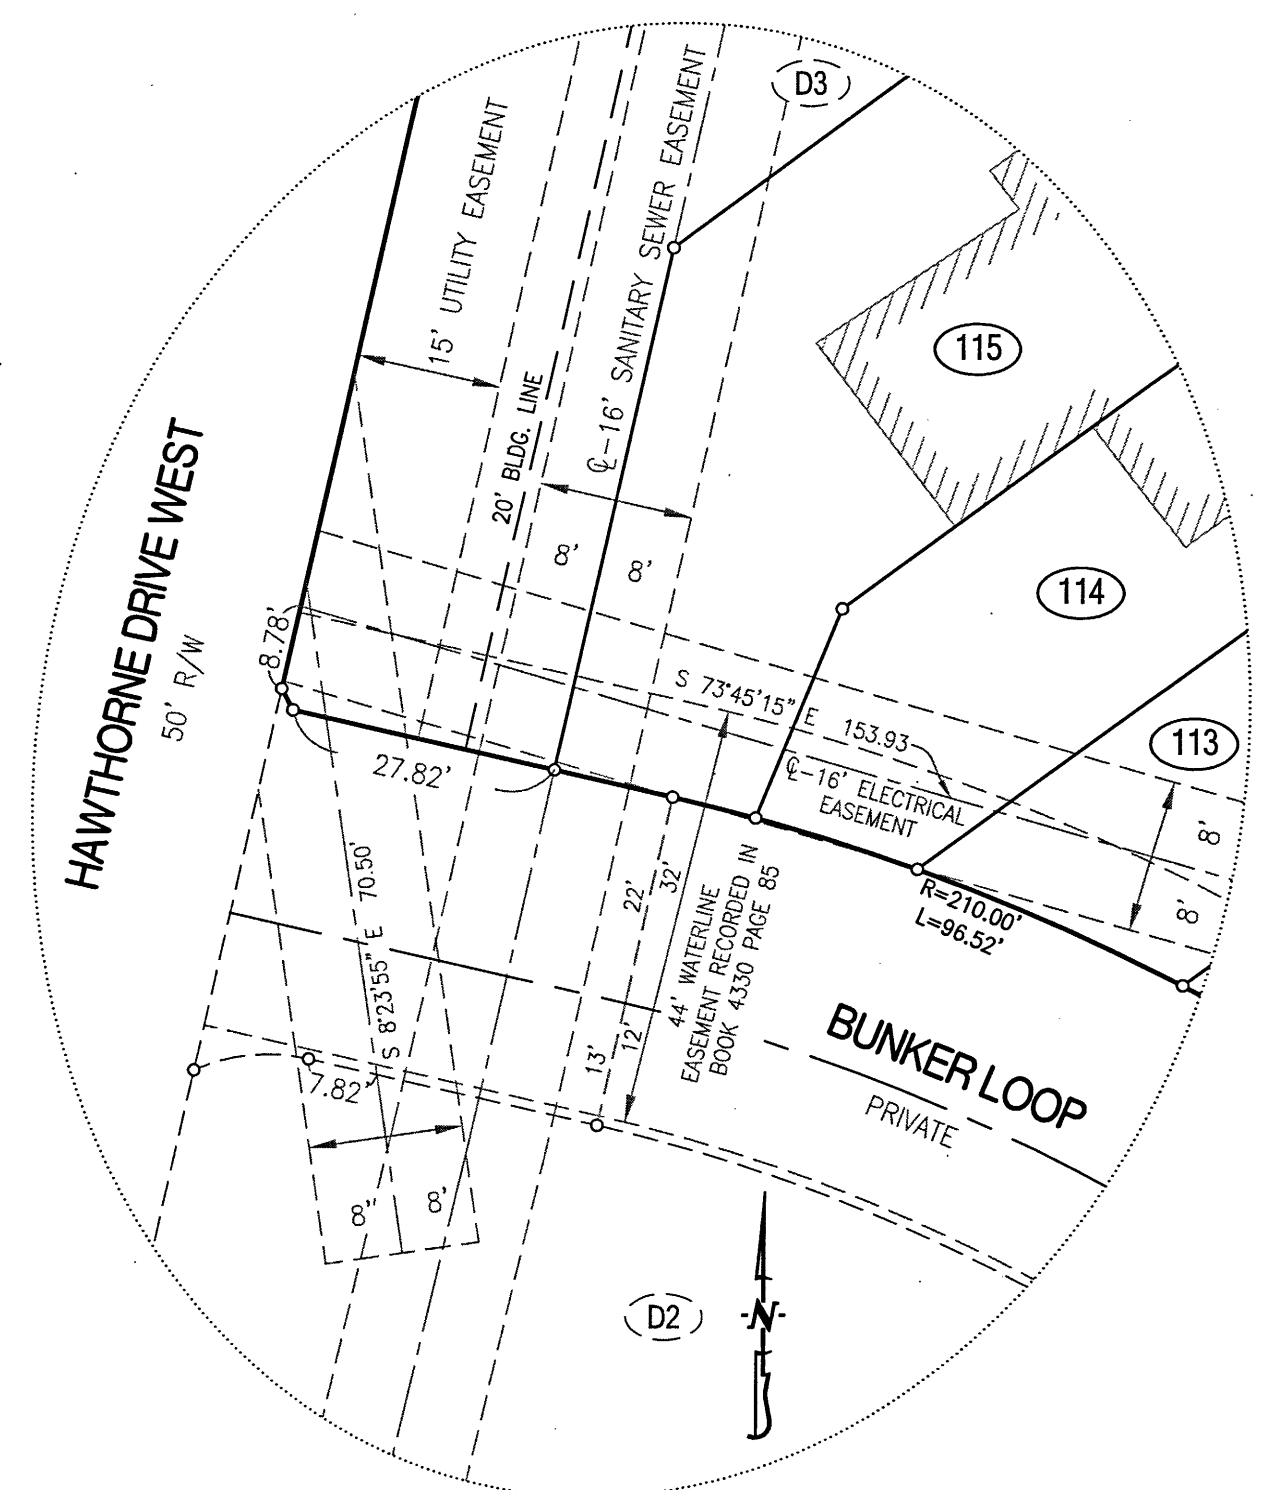 D3
15' UTILITY EASEMENT
20' BLDG. LINE
℄-16' SANITARY SEWER EASEMENT
115
HAWTHORNE DRIVE WEST
50' R/W
8'
8'
114
8.78'
S 73°45'15" E 153.93
113
27.82'
℄-16' ELECTRICAL
EASEMENT
8'
8'
S 8°23'55" E 70.50'
22'
32'
44' WATERLINE
EASEMENT RECORDED IN
BOOK 4330 PAGE 85
R=210.00'
L=96.52'
13'
12'
BUNKER LOOP
PRIVATE
7.82'
8"
8'
D2
N